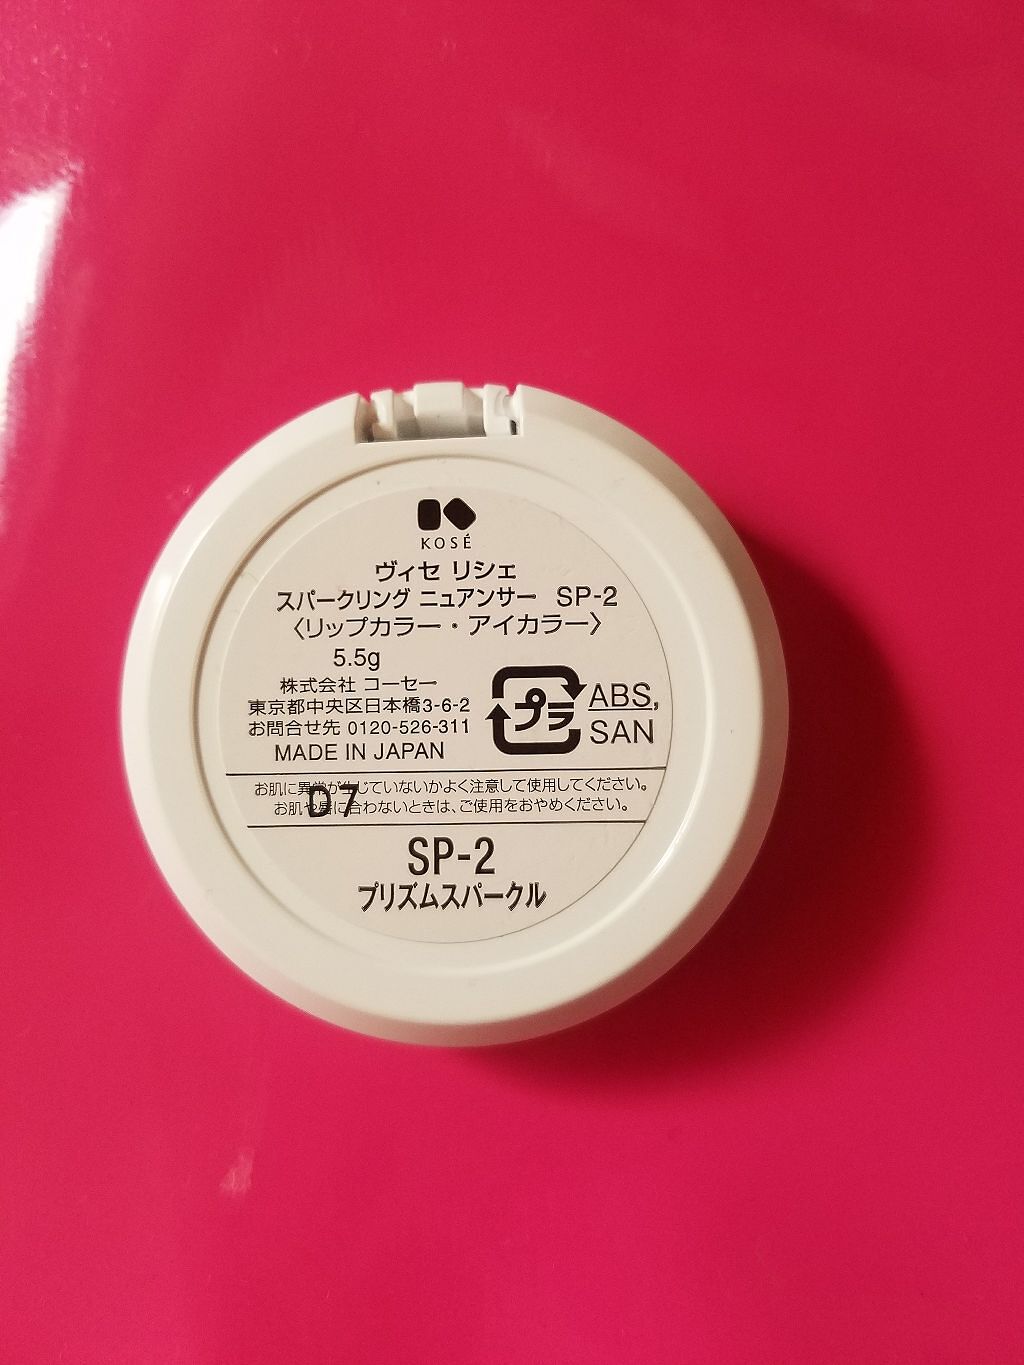 KOSÉ
ヴィセ リシェ
スパークリング ニュアンサー SP-2
〈リップカラー・アイカラー〉
5.5g
株式会社 コーセー
東京都中央区日本橋3-6-2
お問合せ先 0120-526-311
MADE IN JAPAN
プラ
ABS,
SAN
お肌に異常が生じていないかよく注意して使用してください。
お肌や唇に合わないときは、ご使用をおやめください。
D7
SP-2
プリズムスパークル